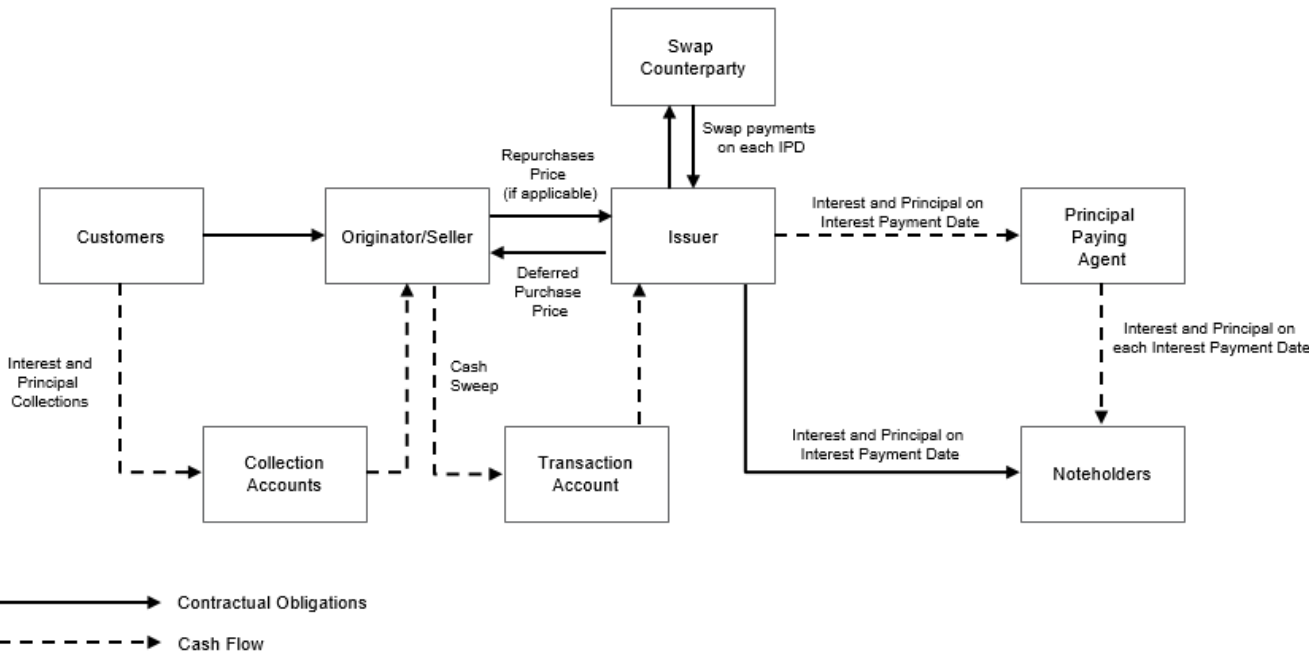 Swap
Counterparty
Swap payments
on each IPD
Repurchases
Price
(if applicable)
Customers
Originator/Seller
Issuer
Interest and Principal on
Interest Payment Date
Principal
Paying
Agent
Deferred
Purchase
Price
Interest and
Principal
Collections
Cash
Sweep
Interest and Principal on
each Interest Payment Date
Collection
Accounts
Transaction
Account
Interest and Principal on
Interest Payment Date
Noteholders
Contractual Obligations
Cash Flow